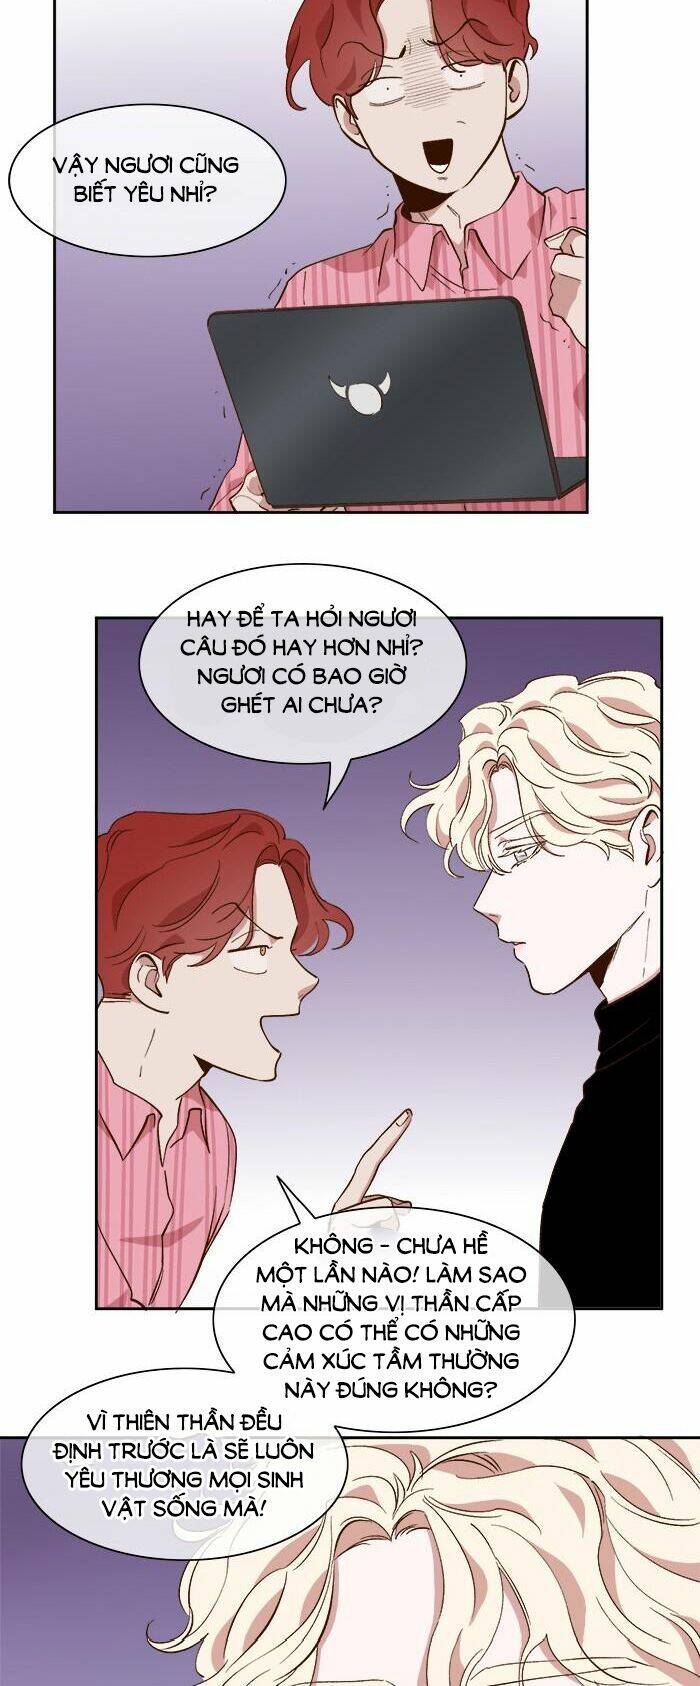 VẬY NGƯƠI CŨNG
BIẾT YÊU NHỈ?
HAY ĐỂ TA HỎI NGƯƠI
CÂU ĐÓ HAY HƠN NHỈ?
NGƯƠI CÓ BAO GIỜ
GHÉT AI CHƯA?
KHÔNG - CHƯA HỀ
MỘT LẦN NÀO! LÀM SAO
MÀ NHỮNG VỊ THẦN CẤP
CAO CÓ THỂ CÓ NHỮNG
CẢM XÚC TẦM THƯỜNG
NÀY ĐÚNG KHÔNG?
VÌ THIÊN THẦN ĐỀU
ĐỊNH TRƯỚC LÀ SẼ LUÔN
YÊU THƯƠNG MỌI SINH
VẬT SỐNG MÀ!